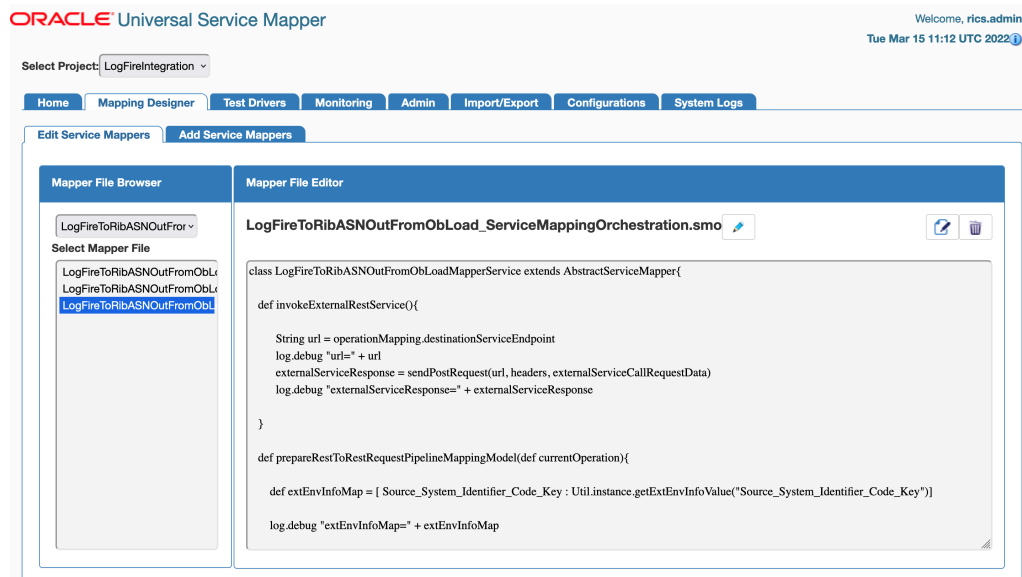 ORACLE Universal Service Mapper
Welcome, rics.admin
Tue Mar 15 11:12 UTC 2022
Select Project: LogFireIntegration
Home Mapping Designer Test Drivers Monitoring Admin Import/Export Configurations System Logs
Edit Service Mappers Add Service Mappers
Mapper File Browser
Mapper File Editor
LogFireToRibASNOutFror
Select Mapper File
LogFireToRibASNOutFromObL
LogFireToRibASNOutFromObL
LogFireToRibASNOutFromObL
LogFireToRibASNOutFromObLoad_ServiceMappingOrchestration.smo
class LogFireToRibASNOutFromObLoadMapperService extends AbstractServiceMapper{
def invokeExternalRestService(){
String url = operationMapping.destinationServiceEndpoint
log.debug "url=" + url
externalServiceResponse = sendPostRequest(url, headers, externalServiceCallRequestData)
log.debug "externalServiceResponse=" + externalServiceResponse
}
def prepareRestToRestRequestPipelineMappingModel(def currentOperation){
def extEnvInfoMap = [ Source_System_Identifier_Code_Key : Util.instance.getExtEnvInfoValue("Source_System_Identifier_Code_Key")]
log.debug "extEnvInfoMap=" + extEnvInfoMap